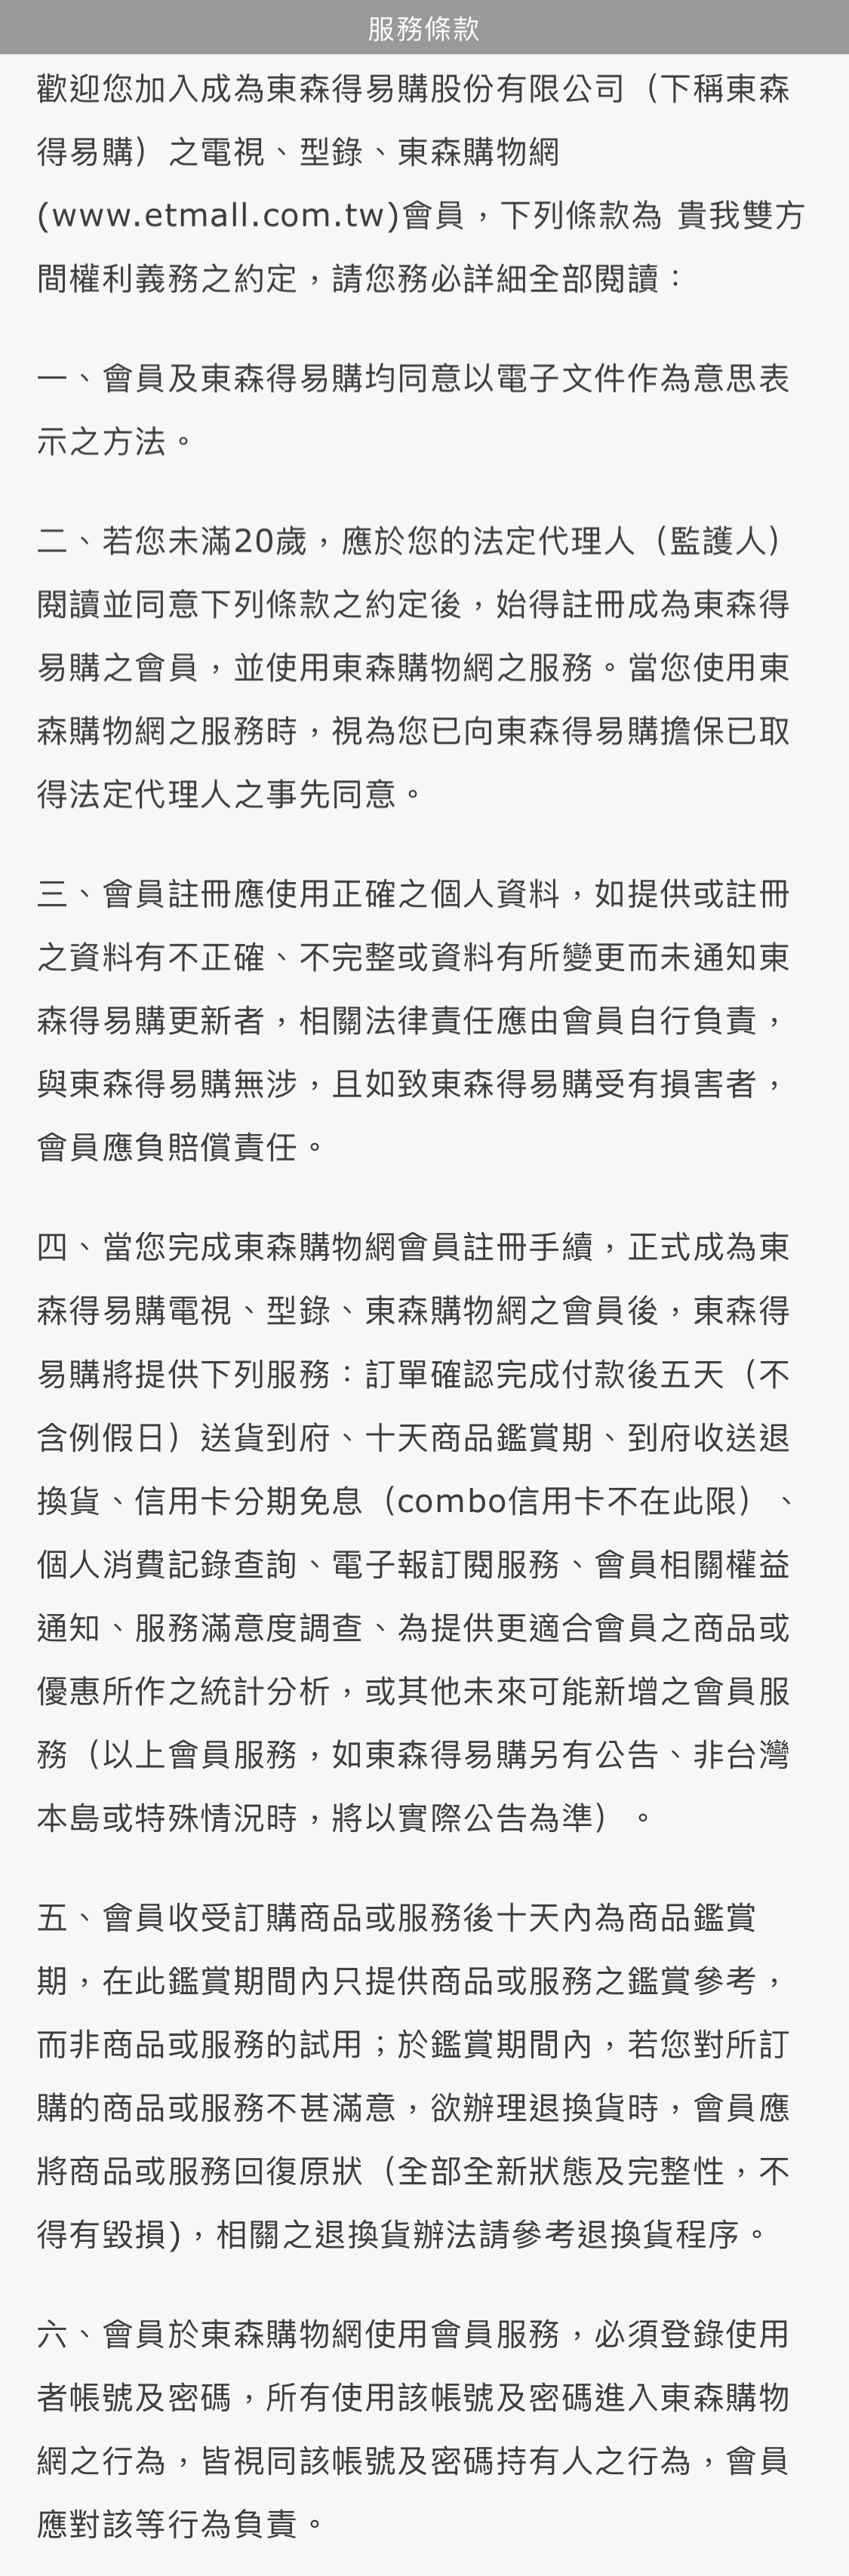 服務條款
歡迎您加入成為東森得易購股份有限公司（下稱東森
得易購）之電視、型錄、東森購物網
(www.etmall.com.tw)會員，下列條款為 貴我雙方
間權利義務之約定，請您務必詳細全部閱讀：
一、會員及東森得易購均同意以電子文件作為意思表
示之方法。
二、若您未滿20歲，應於您的法定代理人（監護人）
閱讀並同意下列條款之約定後，始得註冊成為東森得
易購之會員，並使用東森購物網之服務。當您使用東
森購物網之服務時，視為您已向東森得易購擔保已取
得法定代理人之事先同意。
三、會員註冊應使用正確之個人資料，如提供或註冊
之資料有不正確、不完整或資料有所變更而未通知東
森得易購更新者，相關法律責任應由會員自行負責，
與東森得易購無涉，且如致東森得易購受有損害者，
會員應負賠償責任。
四、當您完成東森購物網會員註冊手續，正式成為東
森得易購電視、型錄、東森購物網之會員後，東森得
易購將提供下列服務：訂單確認完成付款後五天（不
含例假日）送貨到府、十天商品鑑賞期、到府收送退
換貨、信用卡分期免息（combo信用卡不在此限）、
個人消費記錄查詢、電子報訂閱服務、會員相關權益
通知、服務滿意度調查、為提供更適合會員之商品或
優惠所作之統計分析，或其他未來可能新增之會員服
務（以上會員服務，如東森得易購另有公告、非台灣
本島或特殊情況時，將以實際公告為準）。
五、會員收受訂購商品或服務後十天內為商品鑑賞
期，在此鑑賞期間內只提供商品或服務之鑑賞參考，
而非商品或服務的試用；於鑑賞期間內，若您對所訂
購的商品或服務不甚滿意，欲辦理退換貨時，會員應
將商品或服務回復原狀（全部全新狀態及完整性，不
得有毀損)，相關之退換貨辦法請參考退換貨程序。
六、會員於東森購物網使用會員服務，必須登錄使用
者帳號及密碼，所有使用該帳號及密碼進入東森購物
網之行為，皆視同該帳號及密碼持有人之行為，會員
應對該等行為負責。